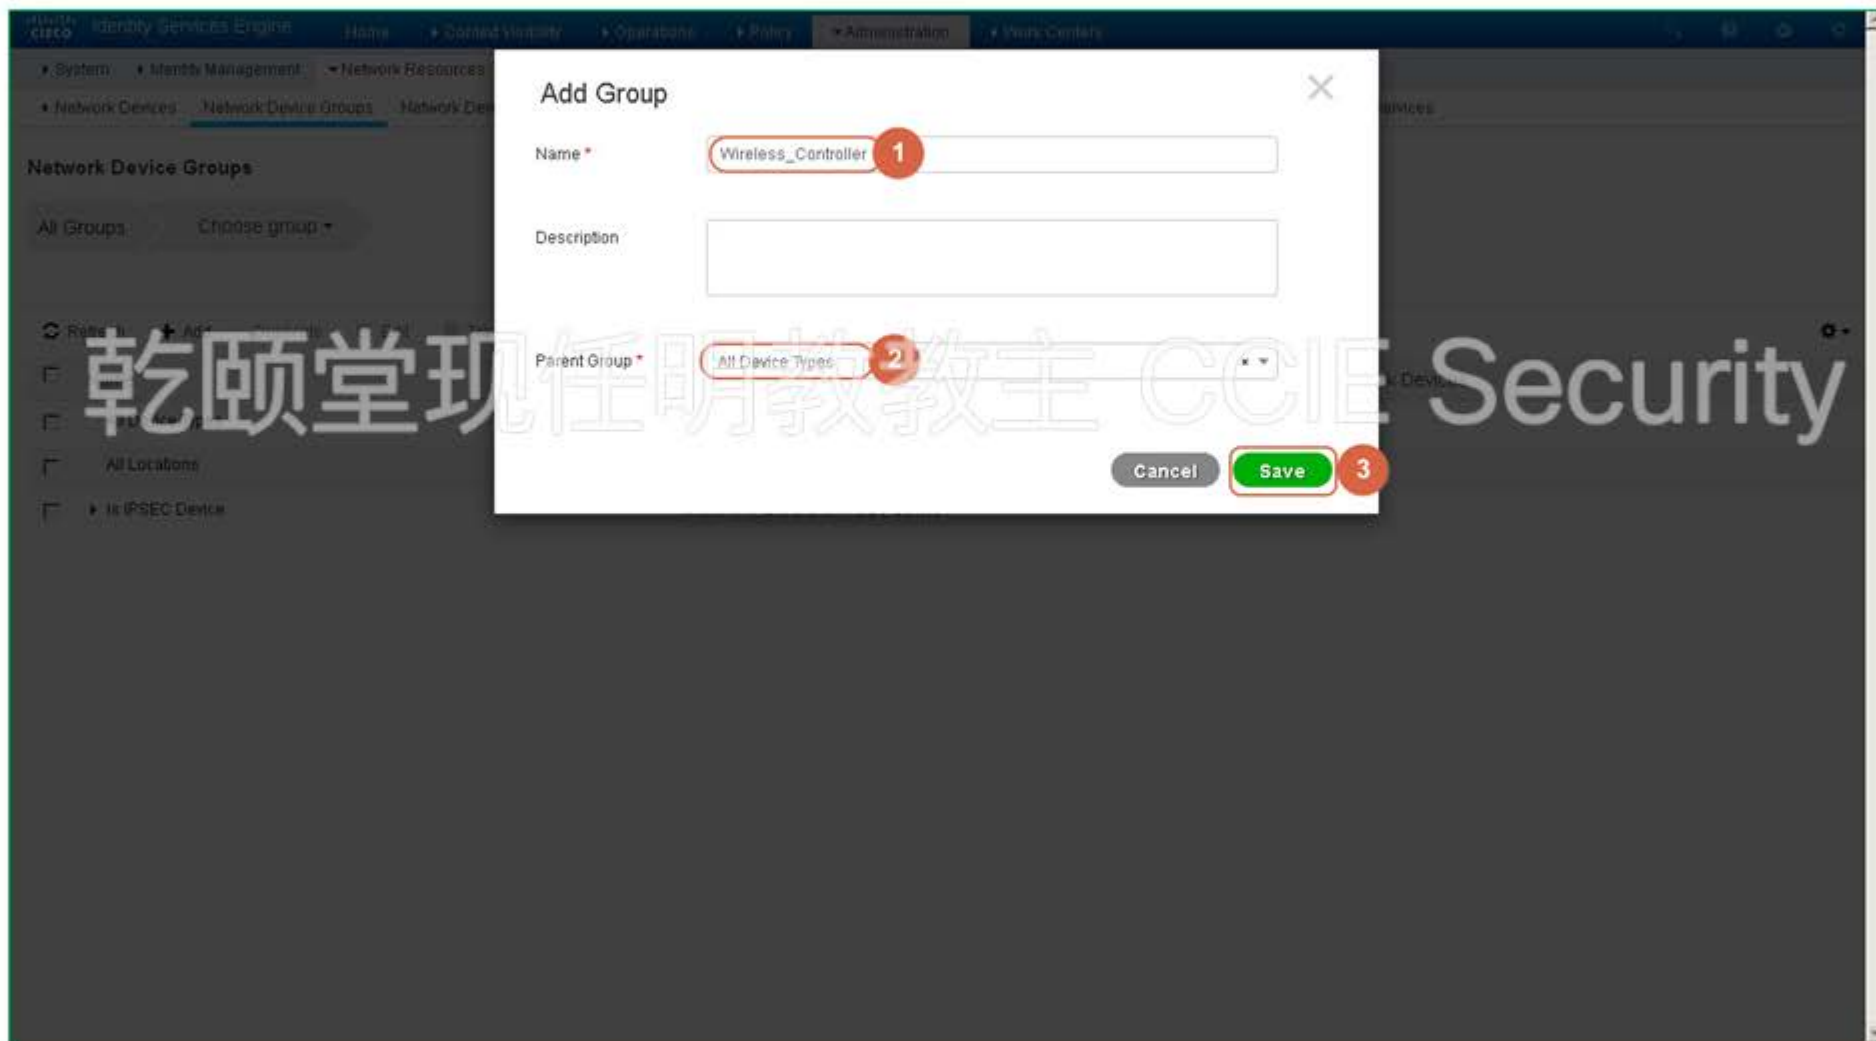 cisco Identity Services Engine Home Context Visibility Operations Policy Administration Work Centers
System Identity Management Network Resources
Network Devices Network Device Groups
Network Device Groups
All Groups Choose group
Add Group
Name * Wireless_Controller 1
Description
Parent Group * All Device Types 2
Cancel Save 3
Refresh Add
乾颐堂现任明教教主 CCIE Security
All Locations
Is IPSEC Device